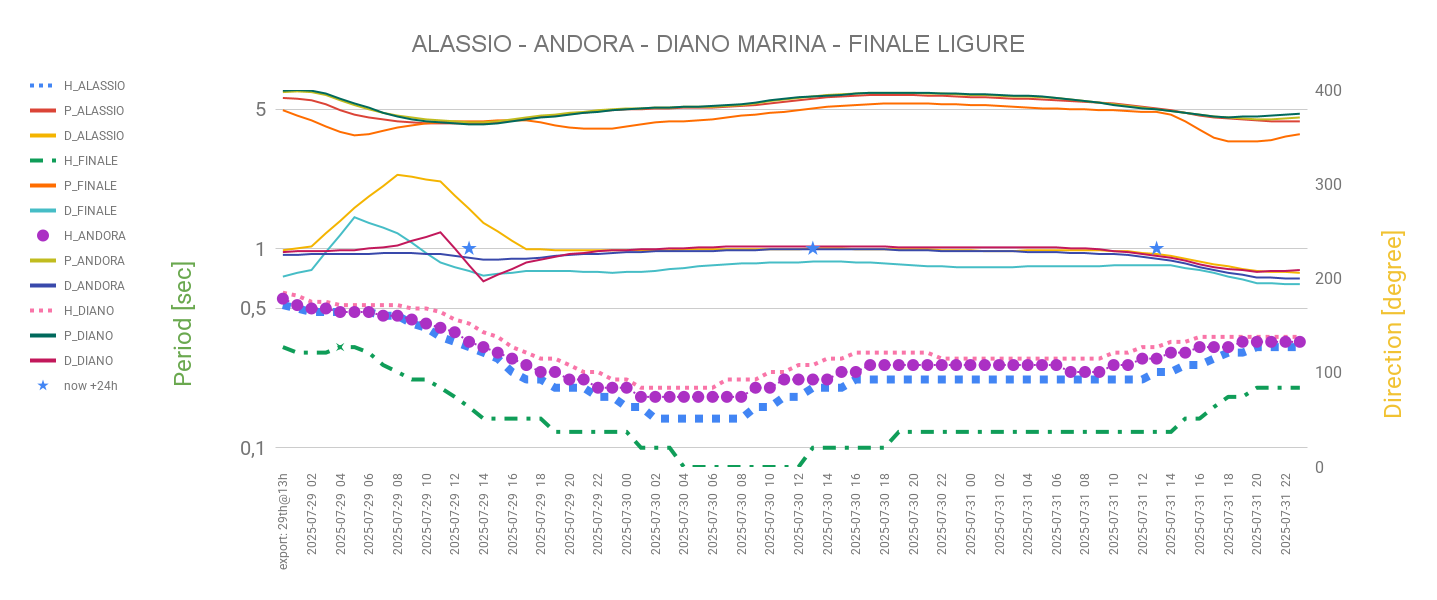 ALASSIO - ANDORA - DIANO MARINA - FINALE LIGURE
H_ALASSIO
P_ALASSIO
D_ALASSIO
H_FINALE
P_FINALE
D_FINALE
H_ANDORA
P_ANDORA
D_ANDORA
H_DIANO
P_DIANO
D_DIANO
now +24h
Period [sec]
5
1
0,5
0,1
400
300
200
100
0
Direction [degree]
export: 29th@13h
2025-07-29 02
2025-07-29 04
2025-07-29 06
2025-07-29 08
2025-07-29 10
2025-07-29 12
2025-07-29 14
2025-07-29 16
2025-07-29 18
2025-07-29 20
2025-07-29 22
2025-07-30 00
2025-07-30 02
2025-07-30 04
2025-07-30 06
2025-07-30 08
2025-07-30 10
2025-07-30 12
2025-07-30 14
2025-07-30 16
2025-07-30 18
2025-07-30 20
2025-07-30 22
2025-07-31 00
2025-07-31 02
2025-07-31 04
2025-07-31 06
2025-07-31 08
2025-07-31 10
2025-07-31 12
2025-07-31 14
2025-07-31 16
2025-07-31 18
2025-07-31 20
2025-07-31 22